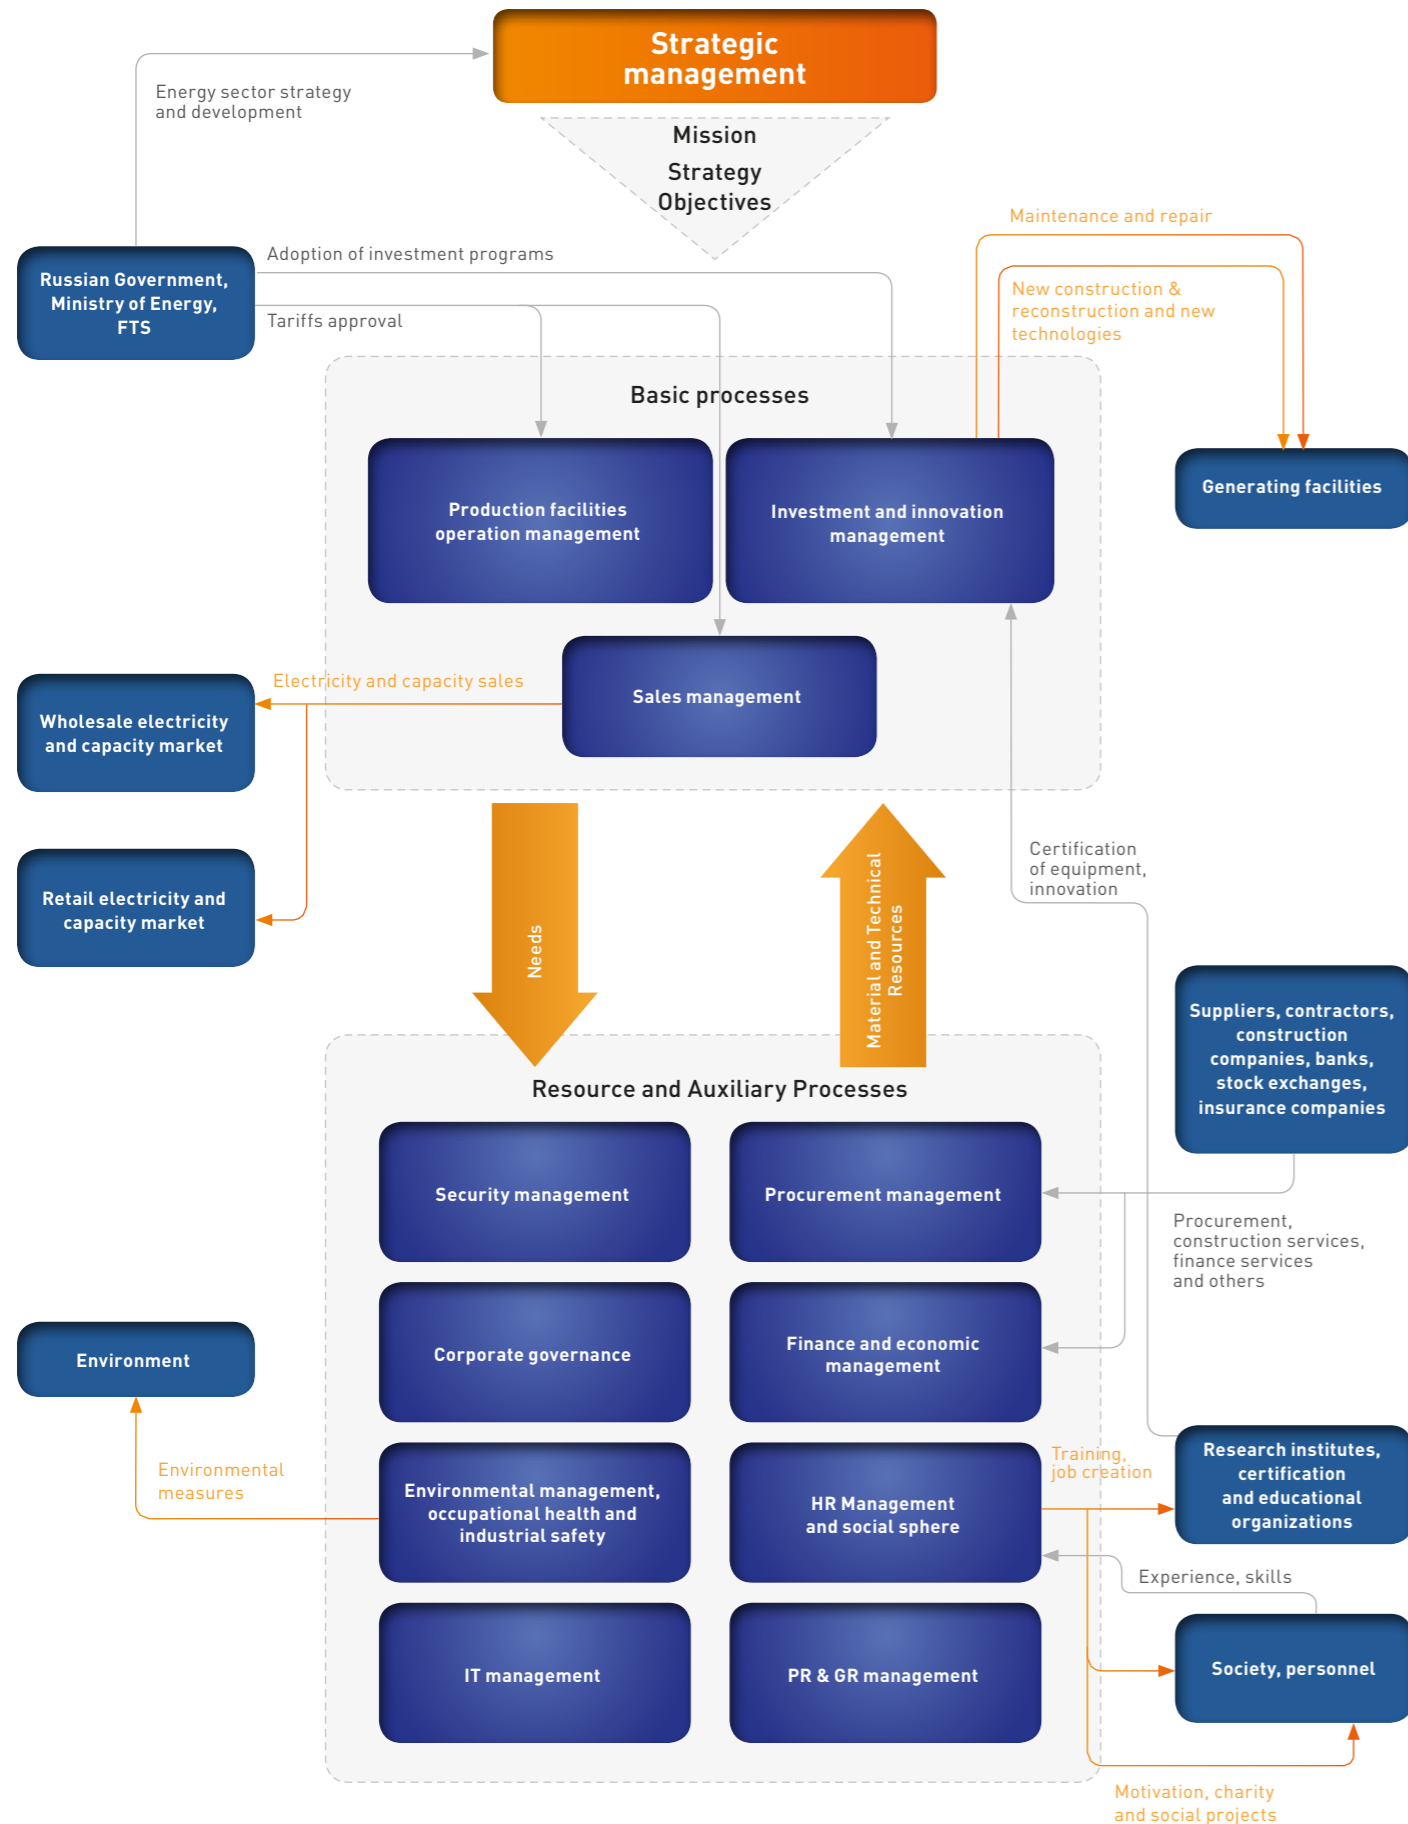 Strategic
management
Energy sector strategy
and development
Mission
Strategy
Objectives
Maintenance and repair
Adoption of investment programs
Russian Government,
Ministry of Energy,
FTS
New construction &
reconstruction and new
technologies
Tariffs approval
Basic processes
Production facilities
operation management
Investment and innovation
management
Generating facilities
Electricity and capacity sales
Sales management
Wholesale electricity
and capacity market
Retail electricity and
capacity market
Needs
Material and Technical
Resources
Certification
of equipment,
innovation
Suppliers, contractors,
construction
companies, banks,
stock exchanges,
insurance companies
Resource and Auxiliary Processes
Security management
Procurement management
Procurement,
construction services,
finance services
and others
Corporate governance
Finance and economic
management
Environment
Environmental
measures
Environmental management,
occupational health and
industrial safety
HR Management
and social sphere
Training,
job creation
Research institutes,
certification
and educational
organizations
Experience, skills
IT management
PR & GR management
Society, personnel
Motivation, charity
and social projects